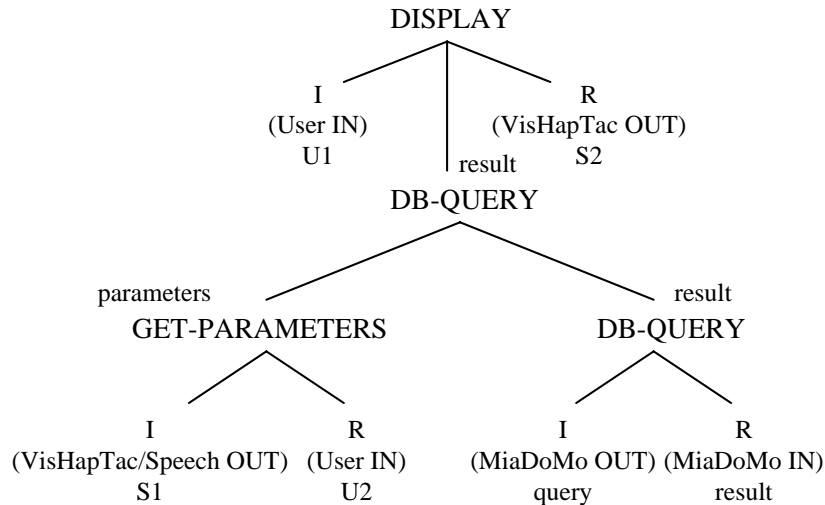 DISPLAY
I R
(User IN) (VisHapTac OUT)
U1 S2
result
DB-QUERY
parameters result
GET-PARAMETERS DB-QUERY
I R I R
(VisHapTac/Speech OUT) (User IN) (MiaDoMo OUT) (MiaDoMo IN)
S1 U2 query result